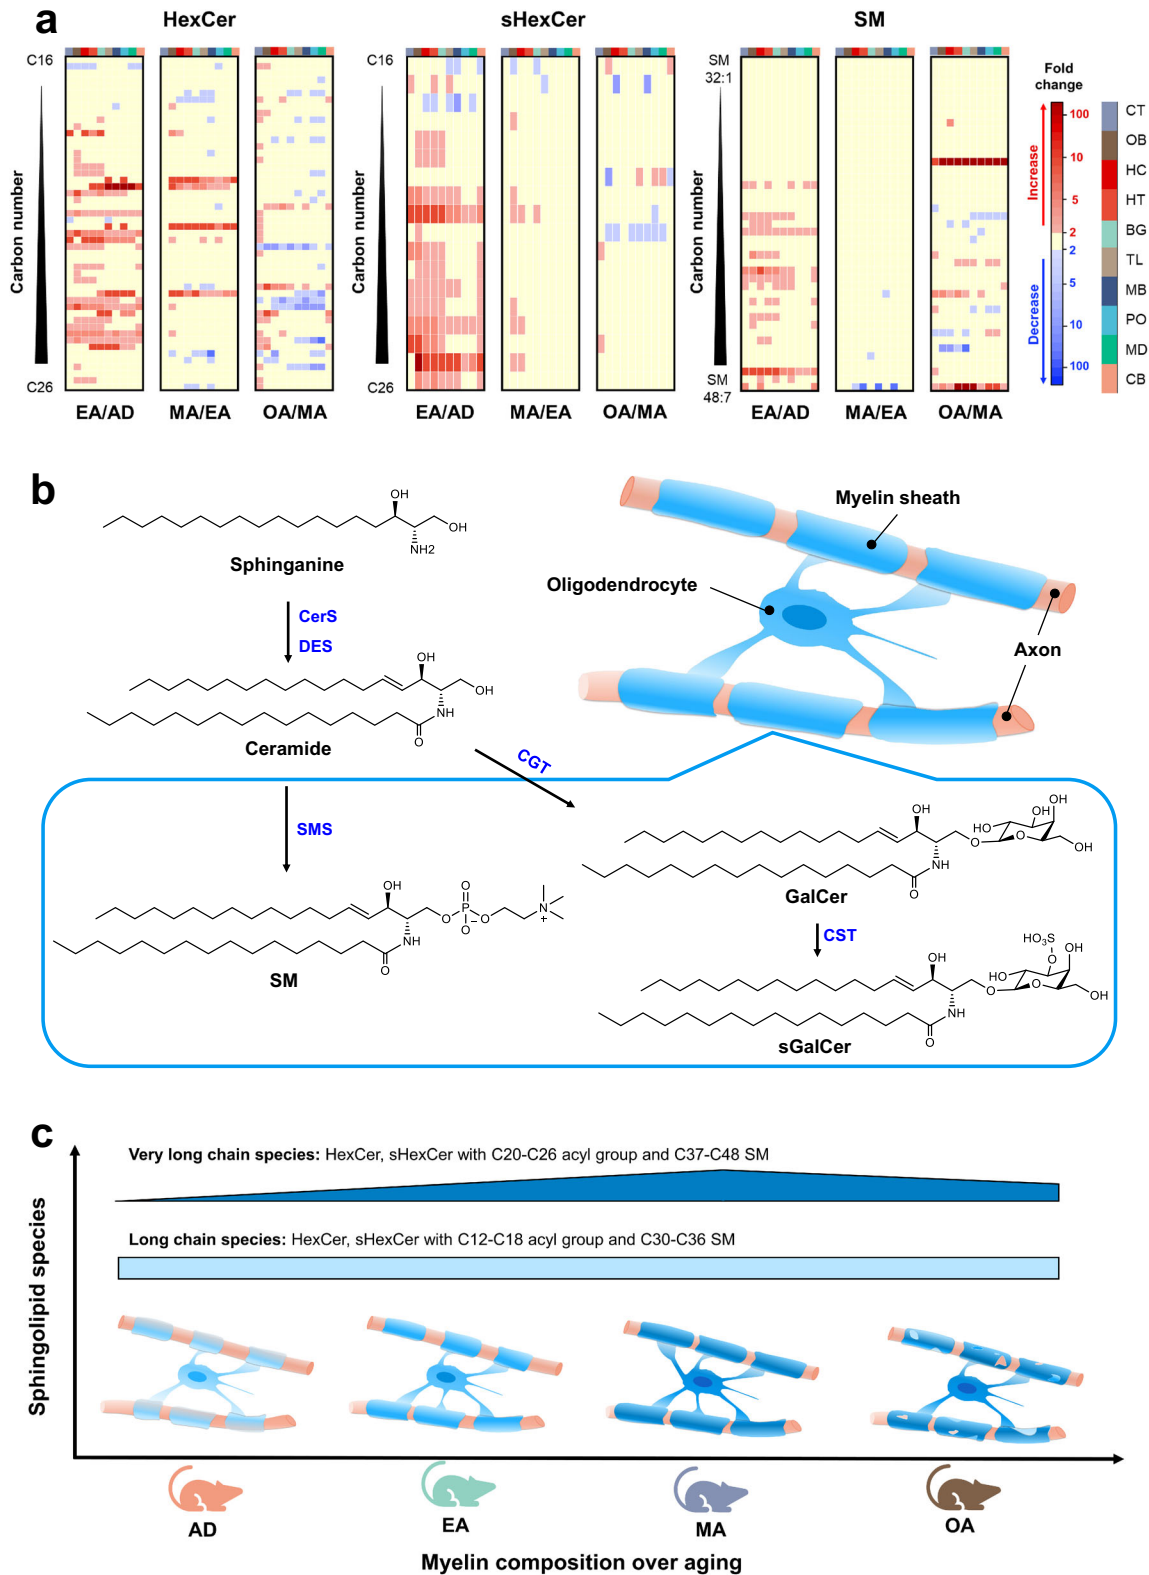 a
HexCer
sHexCer
SM
C16
Carbon number
C26
EA/AD
MA/EA
OA/MA
C16
Carbon number
C26
EA/AD
MA/EA
OA/MA
SM
32:1
Carbon number
SM
48:7
EA/AD
MA/EA
OA/MA
Fold
change
Increase
Decrease
100
10
5
2
2
5
10
100
CT
OB
HC
HT
BG
TL
MB
PO
MD
CB
b
OH
OH
NH2
Sphinganine
CerS
DES
OH
OH
NH
O
Ceramide
Myelin sheath
Oligodendrocyte
Axon
CGT
SMS
OH
O
O
P
O
O
N
+
NH
O
SM
OH
O
NH
O
HO
OH
OH
O
OH
GalCer
CST
OH
O
NH
O
HO₃S
O
HO
OH
O
OH
sGalCer
c
Sphingolipid species
Very long chain species: HexCer, sHexCer with C20-C26 acyl group and C37-C48 SM
Long chain species: HexCer, sHexCer with C12-C18 acyl group and C30-C36 SM
AD
EA
MA
OA
Myelin composition over aging